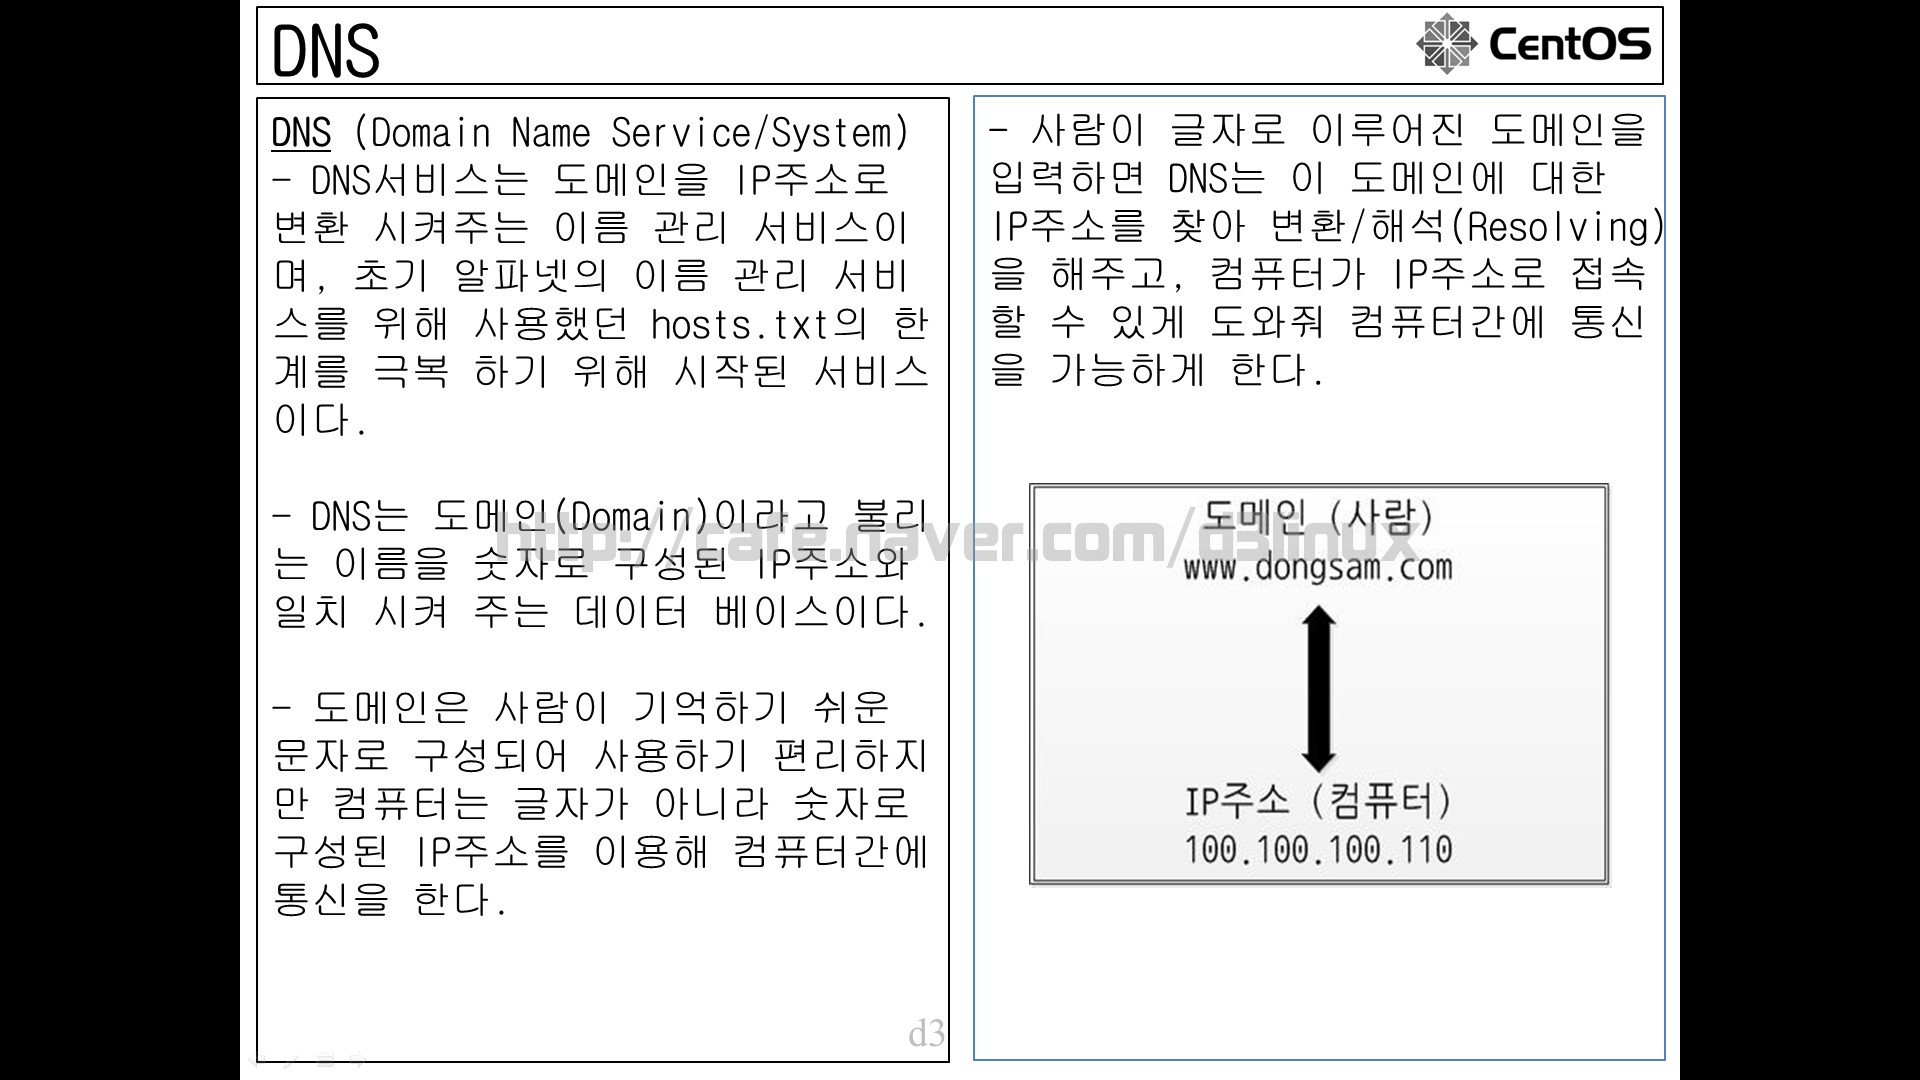 DNS
CentOS
DNS (Domain Name Service/System)
- DNS서비스는 도메인을 IP주소로
변환 시켜주는 이름 관리 서비스이
며, 초기 알파넷의 이름 관리 서비
스를 위해 사용했던 hosts.txt의 한
계를 극복 하기 위해 시작된 서비스
이다.
- DNS는 도메인(Domain)이라고 불리
는 이름을 숫자로 구성된 IP주소와
일치 시켜 주는 데이터 베이스이다.
- 도메인은 사람이 기억하기 쉬운
문자로 구성되어 사용하기 편리하지
만 컴퓨터는 글자가 아니라 숫자로
구성된 IP주소를 이용해 컴퓨터간에
통신을 한다.
d3
- 사람이 글자로 이루어진 도메인을
입력하면 DNS는 이 도메인에 대한
IP주소를 찾아 변환/해석(Resolving)
을 해주고, 컴퓨터가 IP주소로 접속
할 수 있게 도와줘 컴퓨터간에 통신
을 가능하게 한다.
도메인 (사람)
www.dongsam.com
IP주소 (컴퓨터)
100.100.100.110
http://cafe.naver.com/d3linux